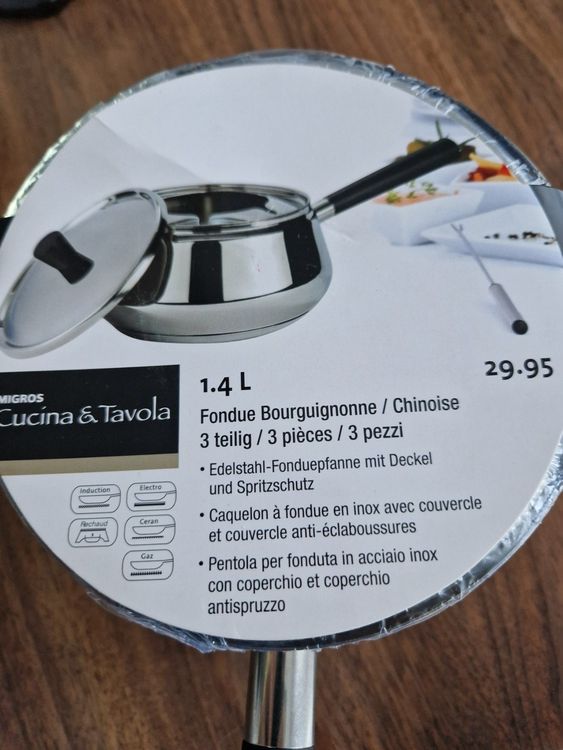 29.95
1.4 L
MIGROS
Cucina & Tavola
Fondue Bourguignonne / Chinoise
3 teilig / 3 pièces / 3 pezzi
• Edelstahl-Fonduepfanne mit Deckel
und Spritzschutz
• Caquelon à fondue en inox avec couvercle
et couvercle anti-éclaboussures
• Pentola per fonduta in acciaio inox
con coperchio et coperchio
antispruzzo
Induction
Electro
Rechaud
Ceran
Gaz